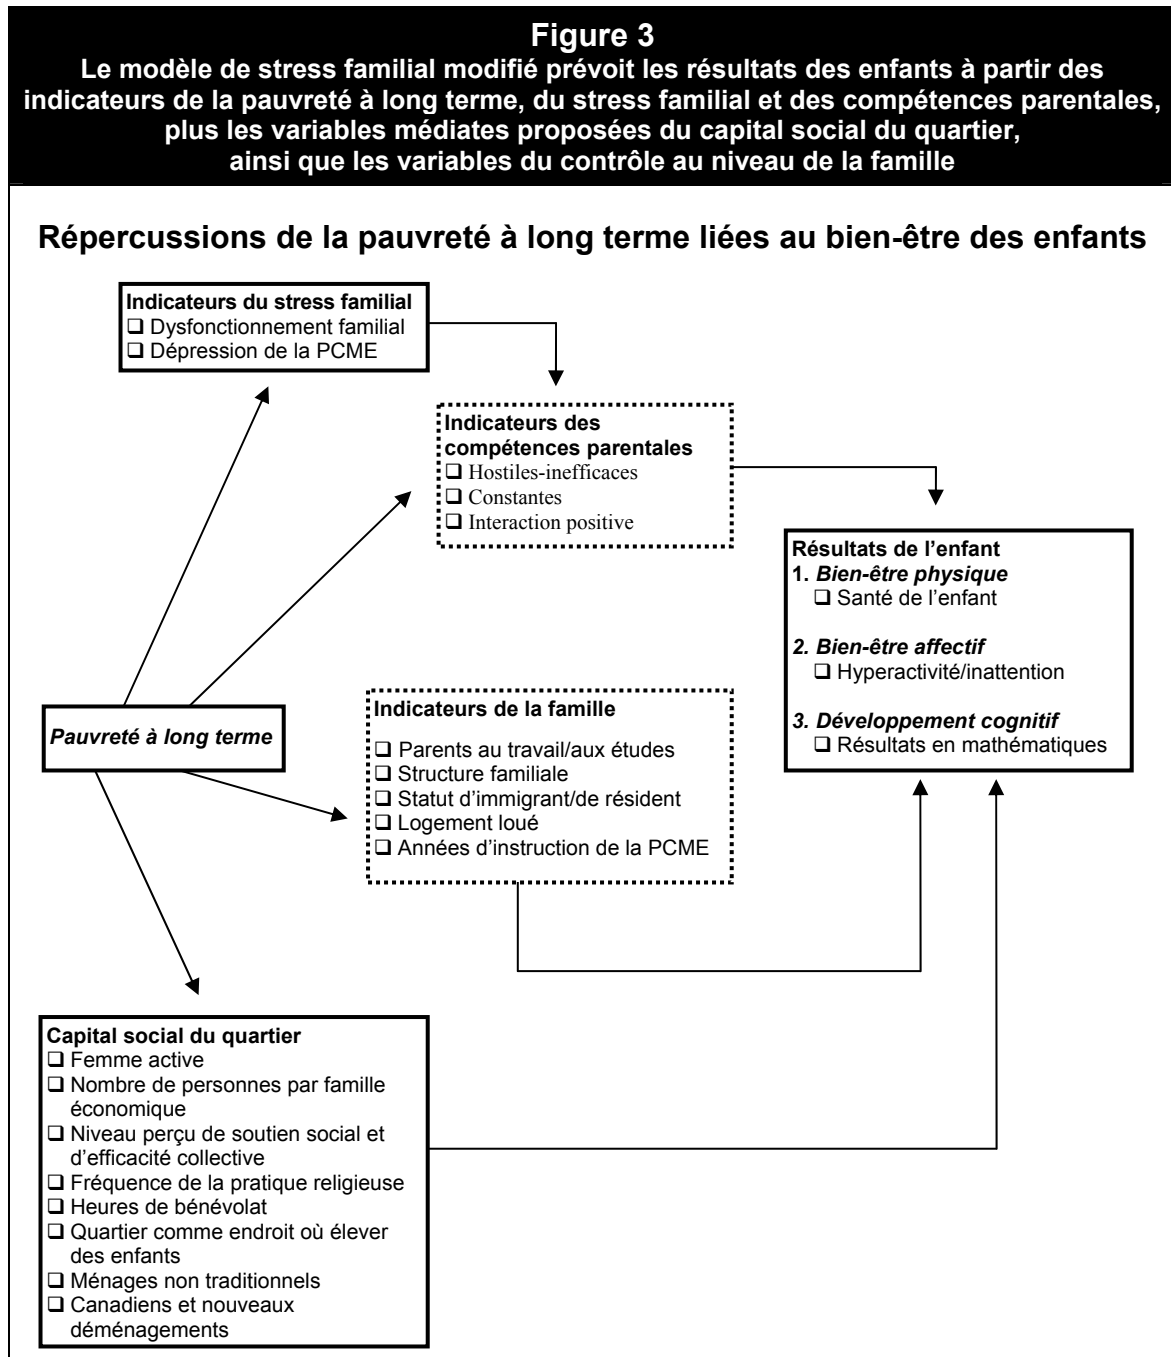 Figure 3
Le modèle de stress familial modifié prévoit les résultats des enfants à partir des
indicateurs de la pauvreté à long terme, du stress familial et des compétences parentales,
plus les variables médiates proposées du capital social du quartier,
ainsi que les variables du contrôle au niveau de la famille
Répercussions de la pauvreté à long terme liées au bien-être des enfants
Indicateurs du stress familial
❑ Dysfonctionnement familial
❑ Dépression de la PCME
Indicateurs des
compétences parentales
❑ Hostiles-inefficaces
❑ Constantes
❑ Interaction positive
Résultats de l’enfant
1. Bien-être physique
❑ Santé de l’enfant
2. Bien-être affectif
❑ Hyperactivité/inattention
3. Développement cognitif
❑ Résultats en mathématiques
Pauvreté à long terme
Indicateurs de la famille
❑ Parents au travail/aux études
❑ Structure familiale
❑ Statut d’immigrant/de résident
❑ Logement loué
❑ Années d’instruction de la PCME
Capital social du quartier
❑ Femme active
❑ Nombre de personnes par famille
économique
❑ Niveau perçu de soutien social et
d’efficacité collective
❑ Fréquence de la pratique religieuse
❑ Heures de bénévolat
❑ Quartier comme endroit où élever
des enfants
❑ Ménages non traditionnels
❑ Canadiens et nouveaux
déménagements